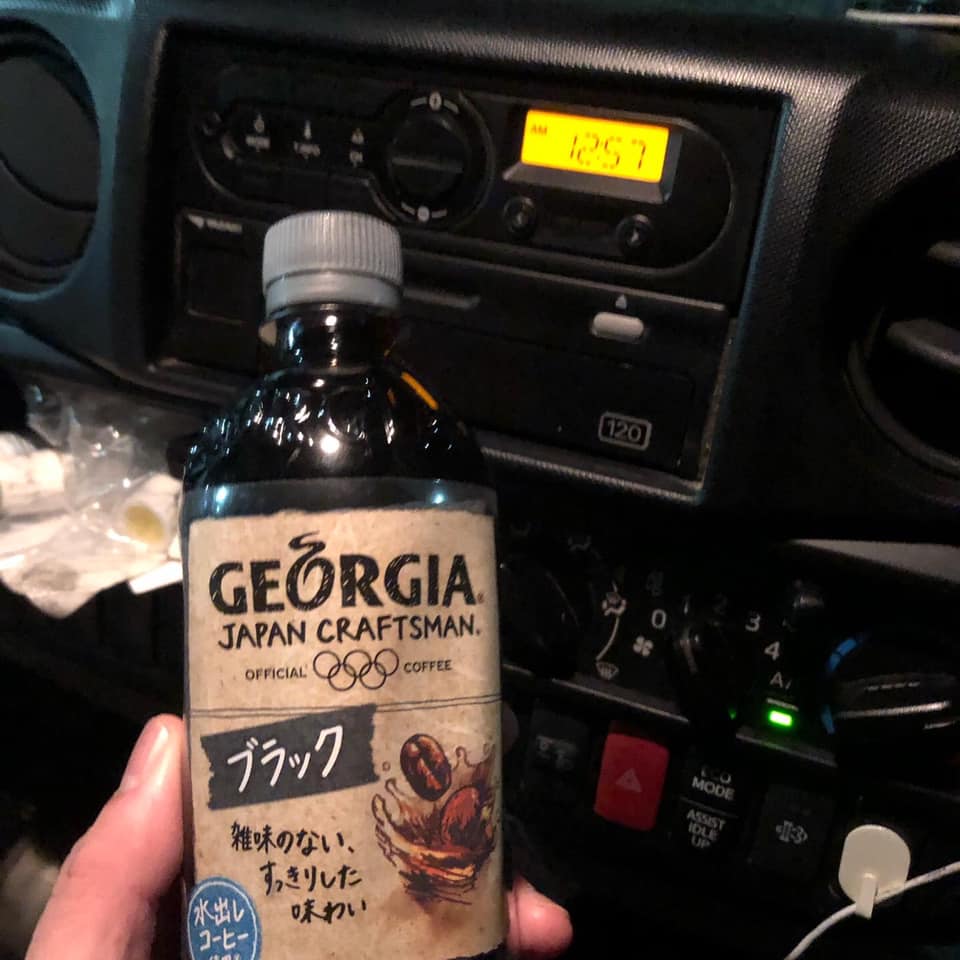 AM 12:57
120
GEORGIA
JAPAN CRAFTSMAN.
OFFICIAL COFFEE
ブラック
雑味のない、
すっきりした
味わい
水出し
コーヒー
0
2
3
4
A/
ECO
MODE
ASSIST
IDLE
UP